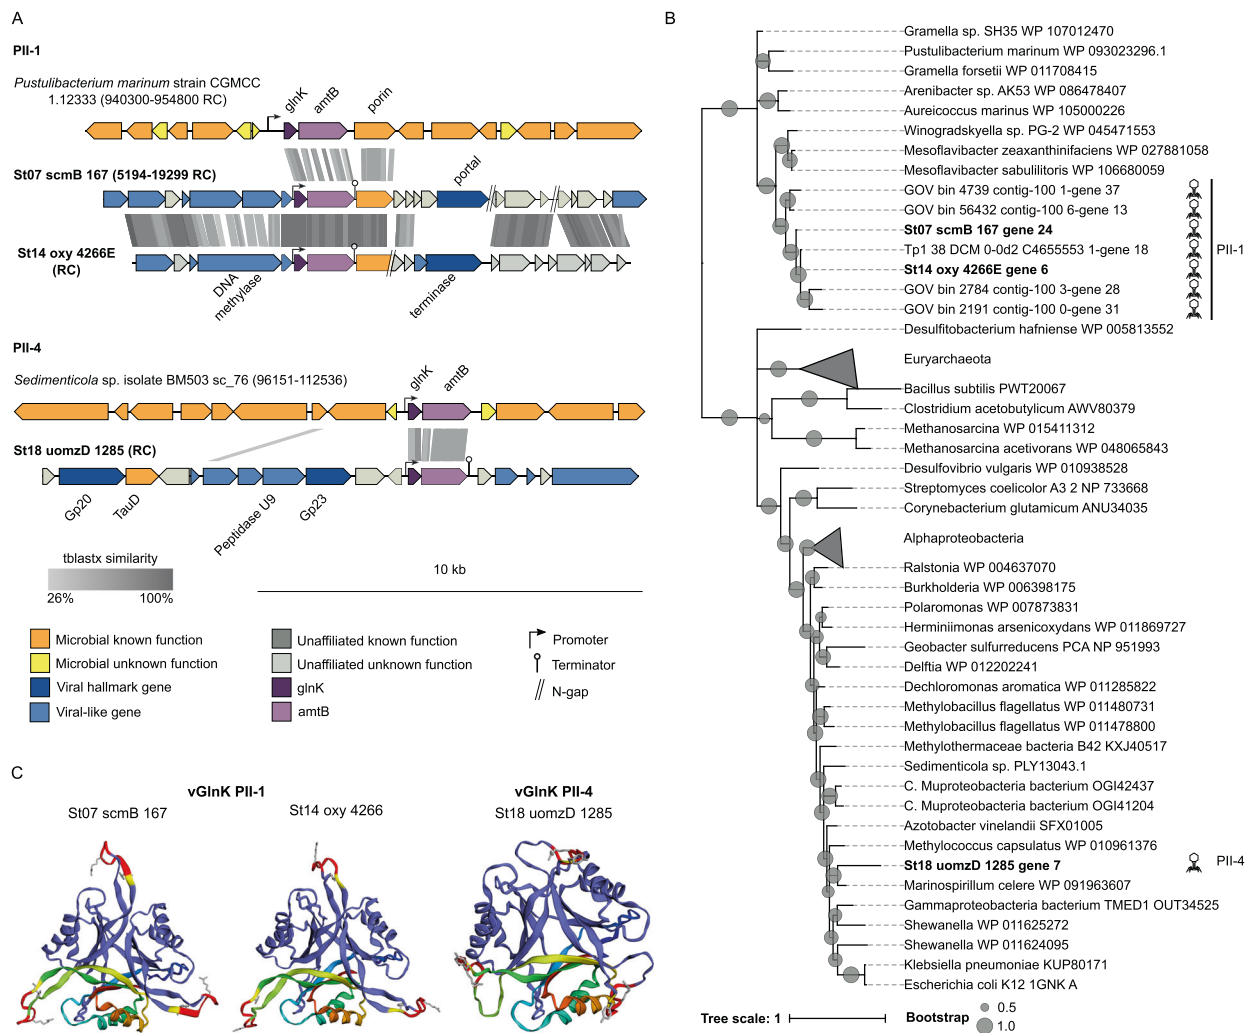 A
PII-1
Pustulibacterium marinum strain CGMCC
1.12333 (940300-954800 RC)
glnK
amtB
porin
St07 scmB 167 (5194-19299 RC)
portal
St14 oxy 4266E
(RC)
DNA
methylase
terminase
PII-4
Sedimenticola sp. isolate BM503 sc_76 (96151-112536)
glnK
amtB
St18 uomzD 1285 (RC)
Gp20
TauD
Peptidase U9
Gp23
tblastx similarity
26%
100%
10 kb
Microbial known function
Microbial unknown function
Viral hallmark gene
Viral-like gene
Unaffiliated known function
Unaffiliated unknown function
glnK
amtB
Promoter
Terminator
N-gap
B
Gramella sp. SH35 WP 107012470
Pustulibacterium marinum WP 093023296.1
Gramella forsetii WP 011708415
Arenibacter sp. AK53 WP 086478407
Aureicoccus marinus WP 105000226
Winogradskyella sp. PG-2 WP 045471553
Mesoflavibacter zeaxanthinifaciens WP 027881058
Mesoflavibacter sabulilitoris WP 106680059
GOV bin 4739 contig-100 1-gene 37
GOV bin 56432 contig-100 6-gene 13
St07 scmB 167 gene 24
Tp1 38 DCM 0-0d2 C4655553 1-gene 18
St14 oxy 4266E gene 6
GOV bin 2784 contig-100 3-gene 28
GOV bin 2191 contig-100 0-gene 31
PII-1
Desulfitobacterium hafniense WP 005813552
Euryarchaeota
Bacillus subtilis PWT20067
Clostridium acetobutylicum AWV80379
Methanosarcina WP 015411312
Methanosarcina acetivorans WP 048065843
Desulfovibrio vulgaris WP 010938528
Streptomyces coelicolor A3 2 NP 733668
Corynebacterium glutamicum ANU34035
Alphaproteobacteria
Ralstonia WP 004637070
Burkholderia WP 006398175
Polaromonas WP 007873831
Herminiimonas arsenicoxydans WP 011869727
Geobacter sulfurreducens PCA NP 951993
Delftia WP 012202241
Dechloromonas aromatica WP 011285822
Methylobacillus flagellatus WP 011480731
Methylobacillus flagellatus WP 011478800
Methylothermaceae bacteria B42 KXJ40517
Sedimenticola sp. PLY13043.1
C. Muproteobacteria bacterium OGI42437
C. Muproteobacteria bacterium OGI41204
Azotobacter vinelandii SFX01005
Methylococcus capsulatus WP 010961376
St18 uomzD 1285 gene 7
PII-4
Marinospirillum celere WP 091963607
Gammaproteobacteria bacterium TMED1 OUT34525
Shewanella WP 011625272
Shewanella WP 011624095
Klebsiella pneumoniae KUP80171
Escherichia coli K12 1GNK A
Tree scale: 1
Bootstrap
0.5
1.0
C
vGlnK PII-1
St07 scmB 167
St14 oxy 4266
vGlnK PII-4
St18 uomzD 1285